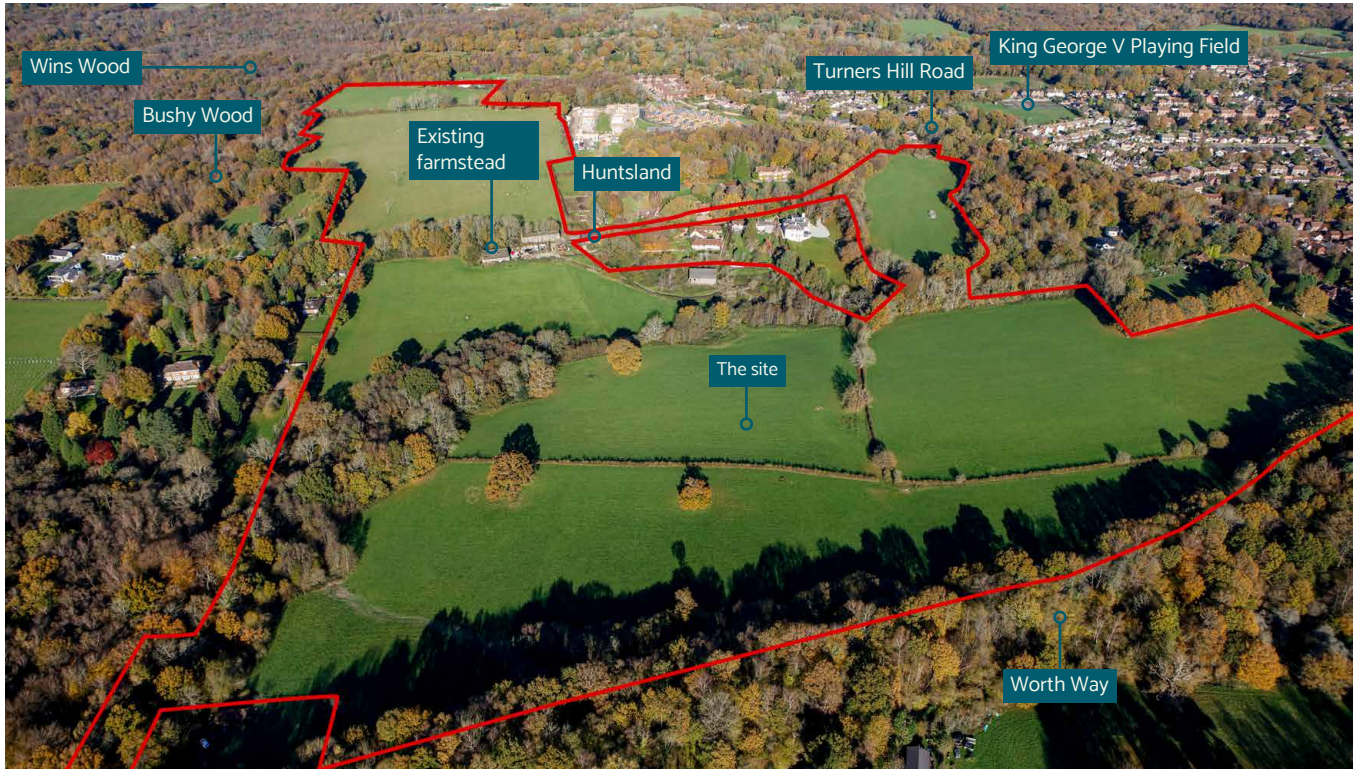 King George V Playing Field
Wins Wood
Turners Hill Road
Bushy Wood
Existing
farmstead
Huntsland
The site
Worth Way